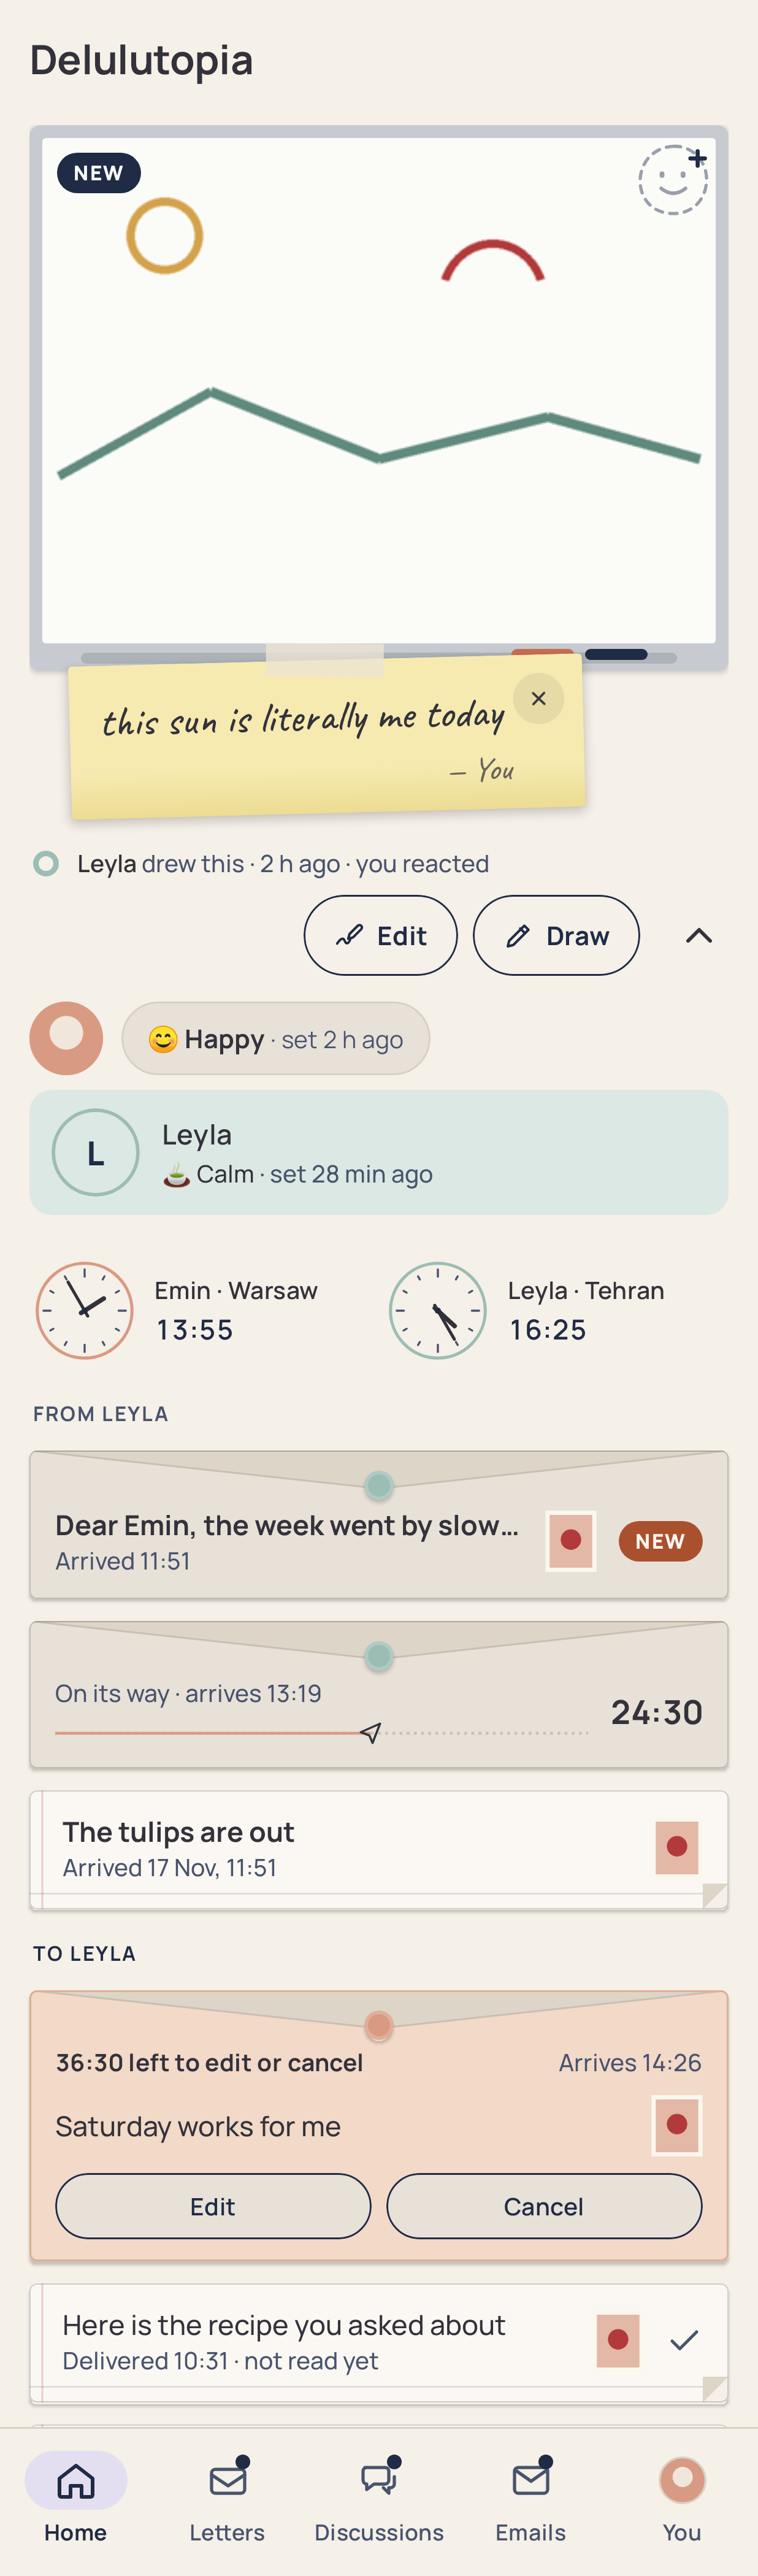 Delulutopia
NEW
this sun is literally me today
– You
Leyla drew this · 2 h ago · you reacted
Edit
Draw
😊 Happy · set 2 h ago
L
Leyla
🍵 Calm · set 28 min ago
Emin · Warsaw
13:55
Leyla · Tehran
16:25
FROM LEYLA
Dear Emin, the week went by slow...
Arrived 11:51
NEW
On its way · arrives 13:19
24:30
The tulips are out
Arrived 17 Nov, 11:51
TO LEYLA
36:30 left to edit or cancel
Arrives 14:26
Saturday works for me
Edit
Cancel
Here is the recipe you asked about
Delivered 10:31 · not read yet
Home
Letters
Discussions
Emails
You